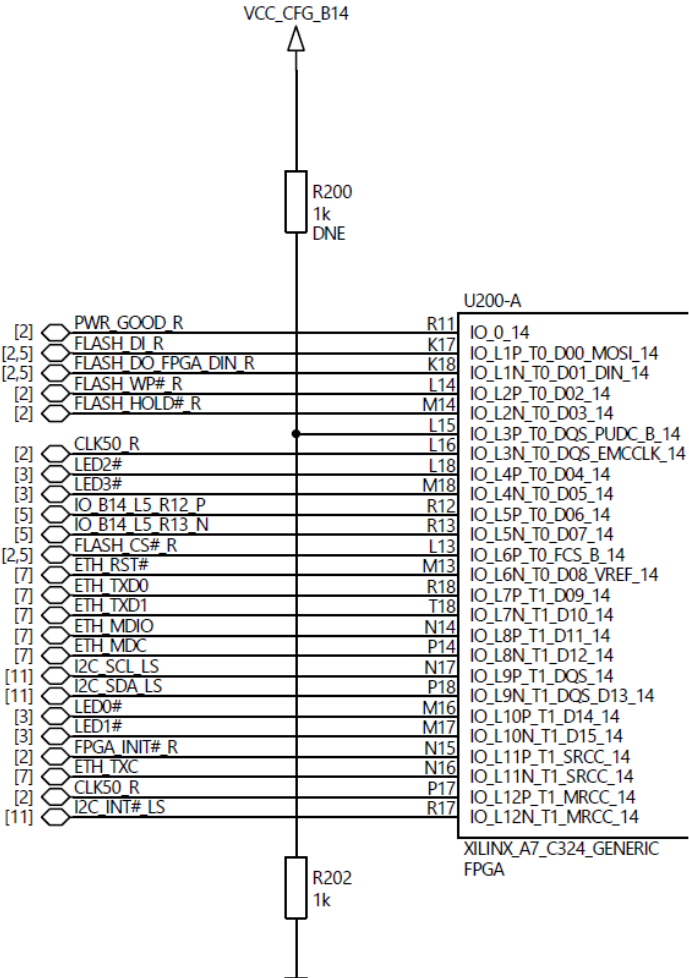 VCC_CFG_B14
R200
1k
DNE
U200-A
[2] PWR_GOOD_R R11 IO_0_14
[2,5] FLASH_DI_R K17 IO_L1P_T0_D00_MOSI_14
[2,5] FLASH_DO_FPGA_DIN_R K18 IO_L1N_T0_D01_DIN_14
[2] FLASH_WP#_R L14 IO_L2P_T0_D02_14
[2] FLASH_HOLD#_R M14 IO_L2N_T0_D03_14
L15 IO_L3P_T0_DQS_PUDC_B_14
[2] CLK50_R L16 IO_L3N_T0_DQS_EMCCLK_14
[3] LED2# L18 IO_L4P_T0_D04_14
[3] LED3# M18 IO_L4N_T0_D05_14
[5] IO_B14_L5_R12_P R12 IO_L5P_T0_D06_14
[5] IO_B14_L5_R13_N R13 IO_L5N_T0_D07_14
[2,5] FLASH_CS#_R L13 IO_L6P_T0_FCS_B_14
[7] ETH_RST# M13 IO_L6N_T0_D08_VREF_14
[7] ETH_TXD0 R18 IO_L7P_T1_D09_14
[7] ETH_TXD1 T18 IO_L7N_T1_D10_14
[7] ETH_MDIO N14 IO_L8P_T1_D11_14
[7] ETH_MDC P14 IO_L8N_T1_D12_14
[11] I2C_SCL_LS N17 IO_L9P_T1_DQS_14
[11] I2C_SDA_LS P18 IO_L9N_T1_DQS_D13_14
[3] LED0# M16 IO_L10P_T1_D14_14
[3] LED1# M17 IO_L10N_T1_D15_14
[2] FPGA_INIT#_R N15 IO_L11P_T1_SRCC_14
[7] ETH_TXC N16 IO_L11N_T1_SRCC_14
[2] CLK50_R P17 IO_L12P_T1_MRCC_14
[11] I2C_INT#_LS R17 IO_L12N_T1_MRCC_14
XILINX_A7_C324_GENERIC
FPGA
R202
1k